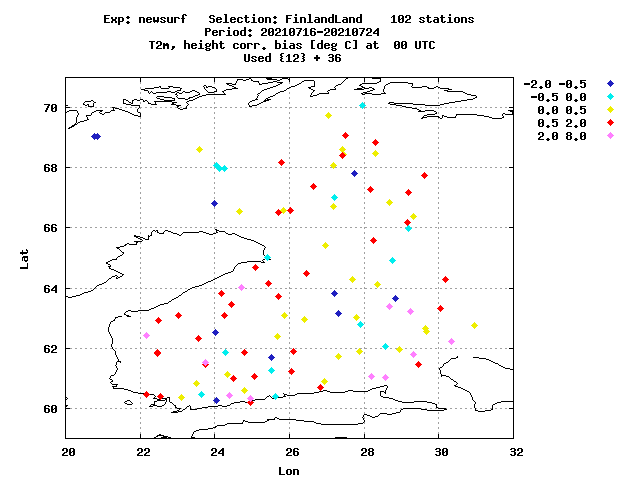 Exp: newsurf   Selection: FinlandLand    102 stations
Period: 20210716-20210724
T2m, height corr. bias [deg C] at  00 UTC
Used {12} + 36
-2.0 -0.5
-0.5 0.0
0.0 0.5
0.5 2.0
2.0 8.0
70
68
66
64
62
60
Lat
20 22 24 26 28 30 32
Lon